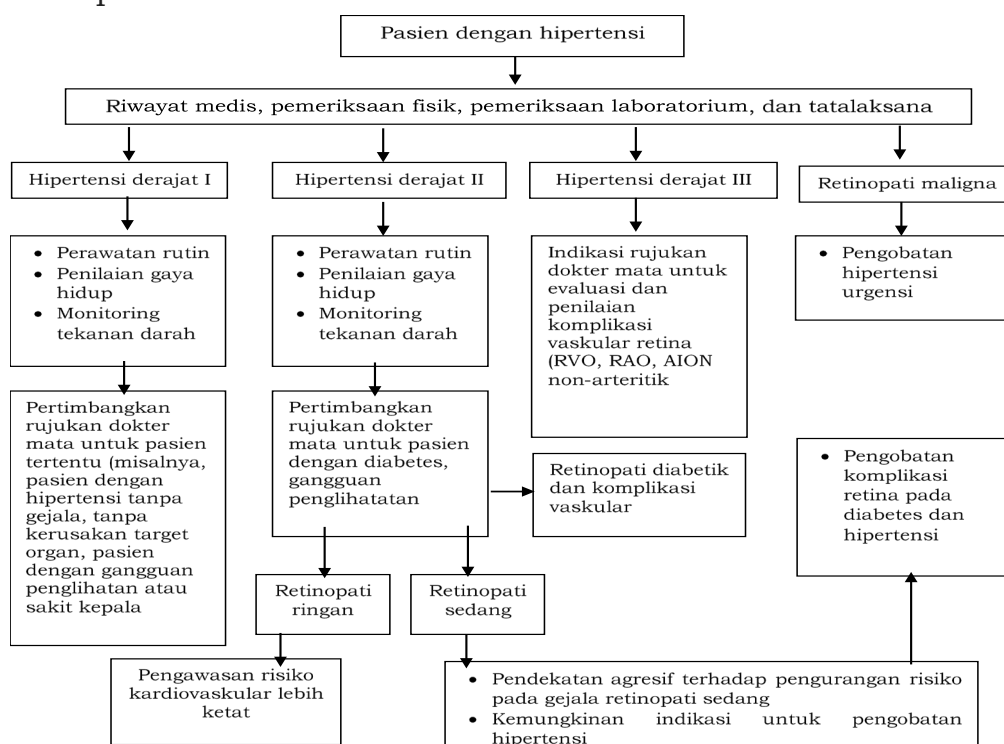 Pasien dengan hipertensi
Riwayat medis, pemeriksaan fisik, pemeriksaan laboratorium, dan tatalaksana
Hipertensi derajat I
Hipertensi derajat II
Hipertensi derajat III
Retinopati maligna
• Perawatan rutin
• Penilaian gaya
hidup
• Monitoring
tekanan darah
• Perawatan rutin
• Penilaian gaya
hidup
• Monitoring
tekanan darah
Indikasi rujukan
dokter mata untuk
evaluasi dan
penilaian
komplikasi
vaskular retina
(RVO, RAO, AION
non-arteritik
• Pengobatan
hipertensi
urgensi
Pertimbangkan
rujukan dokter
mata untuk pasien
tertentu (misalnya,
pasien dengan
hipertensi tanpa
gejala, tanpa
kerusakan target
organ, pasien
dengan gangguan
penglihatan atau
sakit kepala
Pertimbangkan
rujukan dokter
mata untuk pasien
dengan diabetes,
gangguan
penglihatatan
Retinopati diabetik
dan komplikasi
vaskular
• Pengobatan
komplikasi
retina pada
diabetes dan
hipertensi
Retinopati
ringan
Retinopati
sedang
Pengawasan risiko
kardiovaskular lebih
ketat
• Pendekatan agresif terhadap pengurangan risiko
pada gejala retinopati sedang
• Kemungkinan indikasi untuk pengobatan
hipertensi